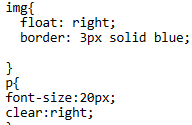 img{
  float: right;
  border: 3px solid blue;

}
p{
font-size:20px;
clear:right;
}